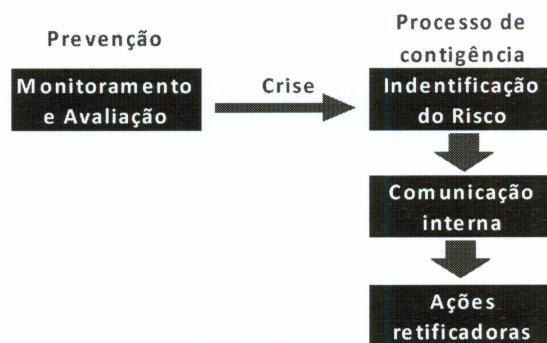 Prevenção
Monitoramento
e Avaliação
Crise
Processo de
contigência
Indentificação
do Risco
Comunicação
interna
Ações
retificadoras